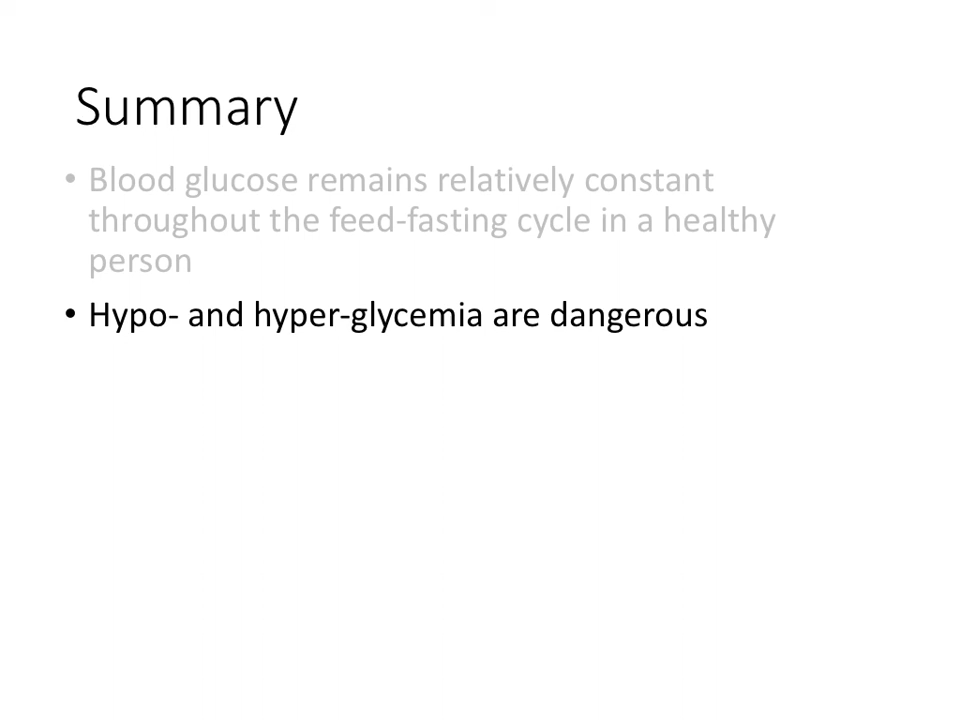 Summary
• Blood glucose remains relatively constant
throughout the feed-fasting cycle in a healthy
person
• Hypo- and hyper-glycemia are dangerous